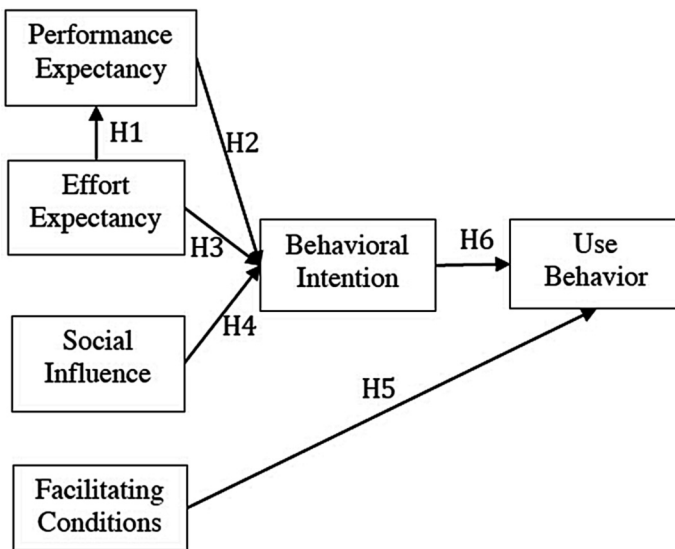 Performance
Expectancy
H1
H2
Effort
Expectancy
H3
Behavioral
Intention
H6
Use
Behavior
H4
Social
Influence
H5
Facilitating
Conditions